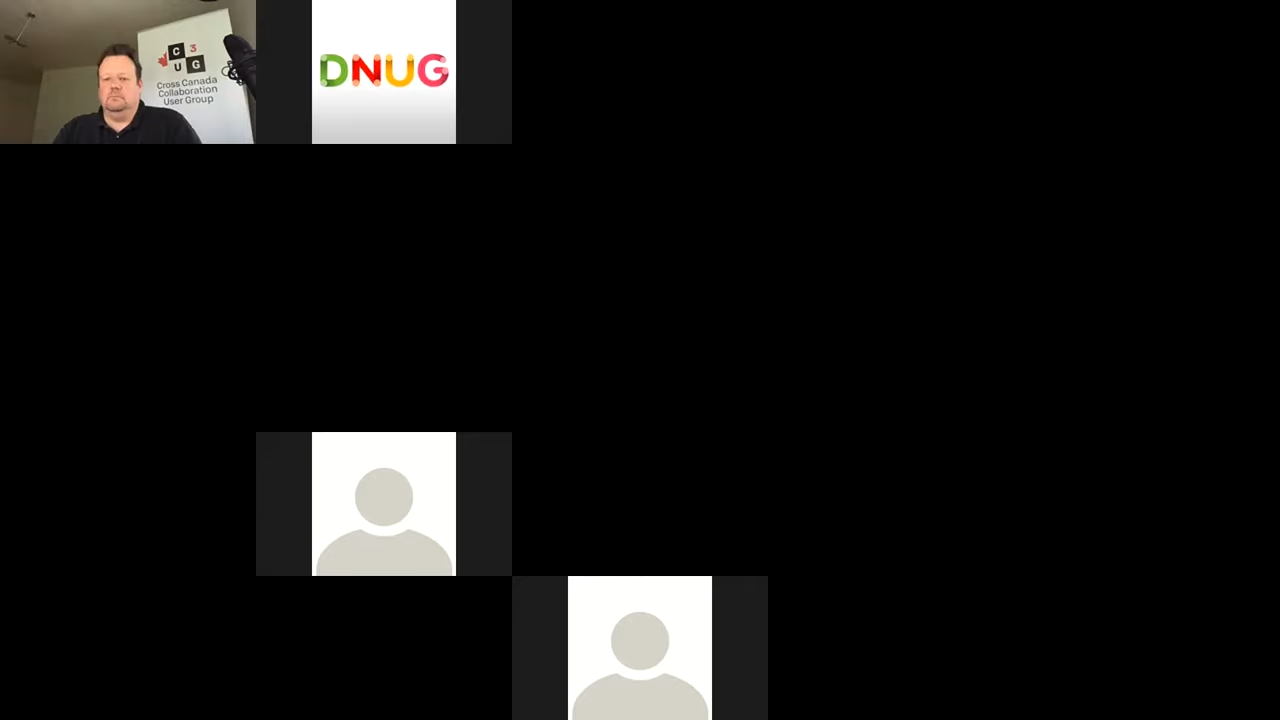 C 3
U G
Cross Canada
Collaboration
User Group
DNUG